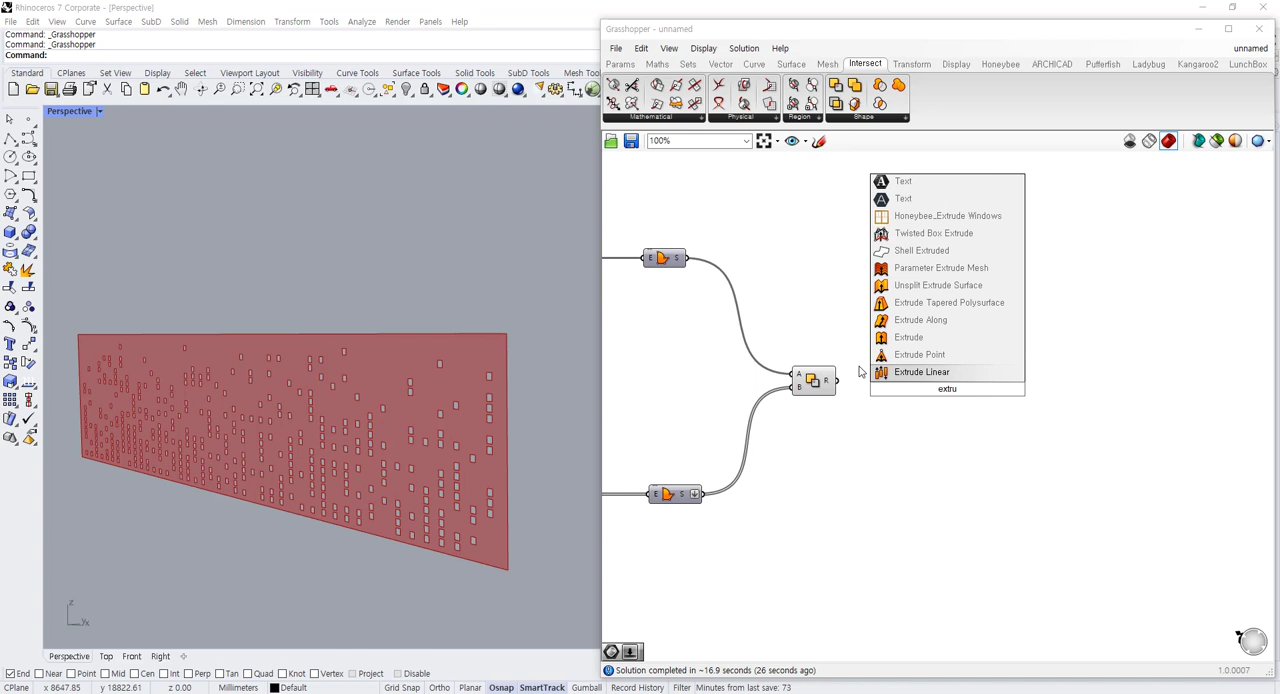 Rhinoceros 7 Corporate - [Perspective]
File Edit View Curve Surface SubD Solid Mesh Dimension Transform Tools Analyze Render Panels Help
Command: _Grasshopper
Command: _Grasshopper
Command:
Standard CPlanes Set View Display Select Viewport Layout Visibility Curve Tools Surface Tools Solid Tools SubD Tools Mesh Too
Perspective
z
y x
Perspective Top Front Right
End Near Point Mid Cen Int Perp Tan Quad Knot Vertex Project Disable
CPlane x 8647.85 y 18822.61 z 0.00 Millimeters Default Grid Snap Ortho Planar Osnap SmartTrack Gumball Record History Filter Minutes from last save: 73
Grasshopper - unnamed
File Edit View Display Solution Help unnamed
Params Maths Sets Vector Curve Surface Mesh Intersect Transform Display Honeybee ARCHICAD Pufferfish Ladybug Kangaroo2 LunchBox
Mathematical Physical Region Shape
100%
E S
A
B R
E S
Text
Text
Honeybee_Extrude Windows
Twisted Box Extrude
Shell Extruded
Parameter Extrude Mesh
Unsplit Extrude Surface
Extrude Tapered Polysurface
Extrude Along
Extrude
Extrude Point
Extrude Linear
extru
Solution completed in ~16.9 seconds (26 seconds ago) 1.0.0007